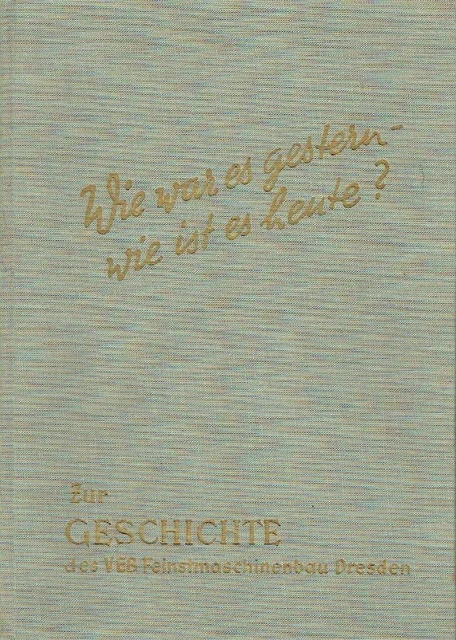 Wie war es gestern -
wie ist es heute?
Zur
GESCHICHTE
des VEB Feinstmaschinenbau Dresden